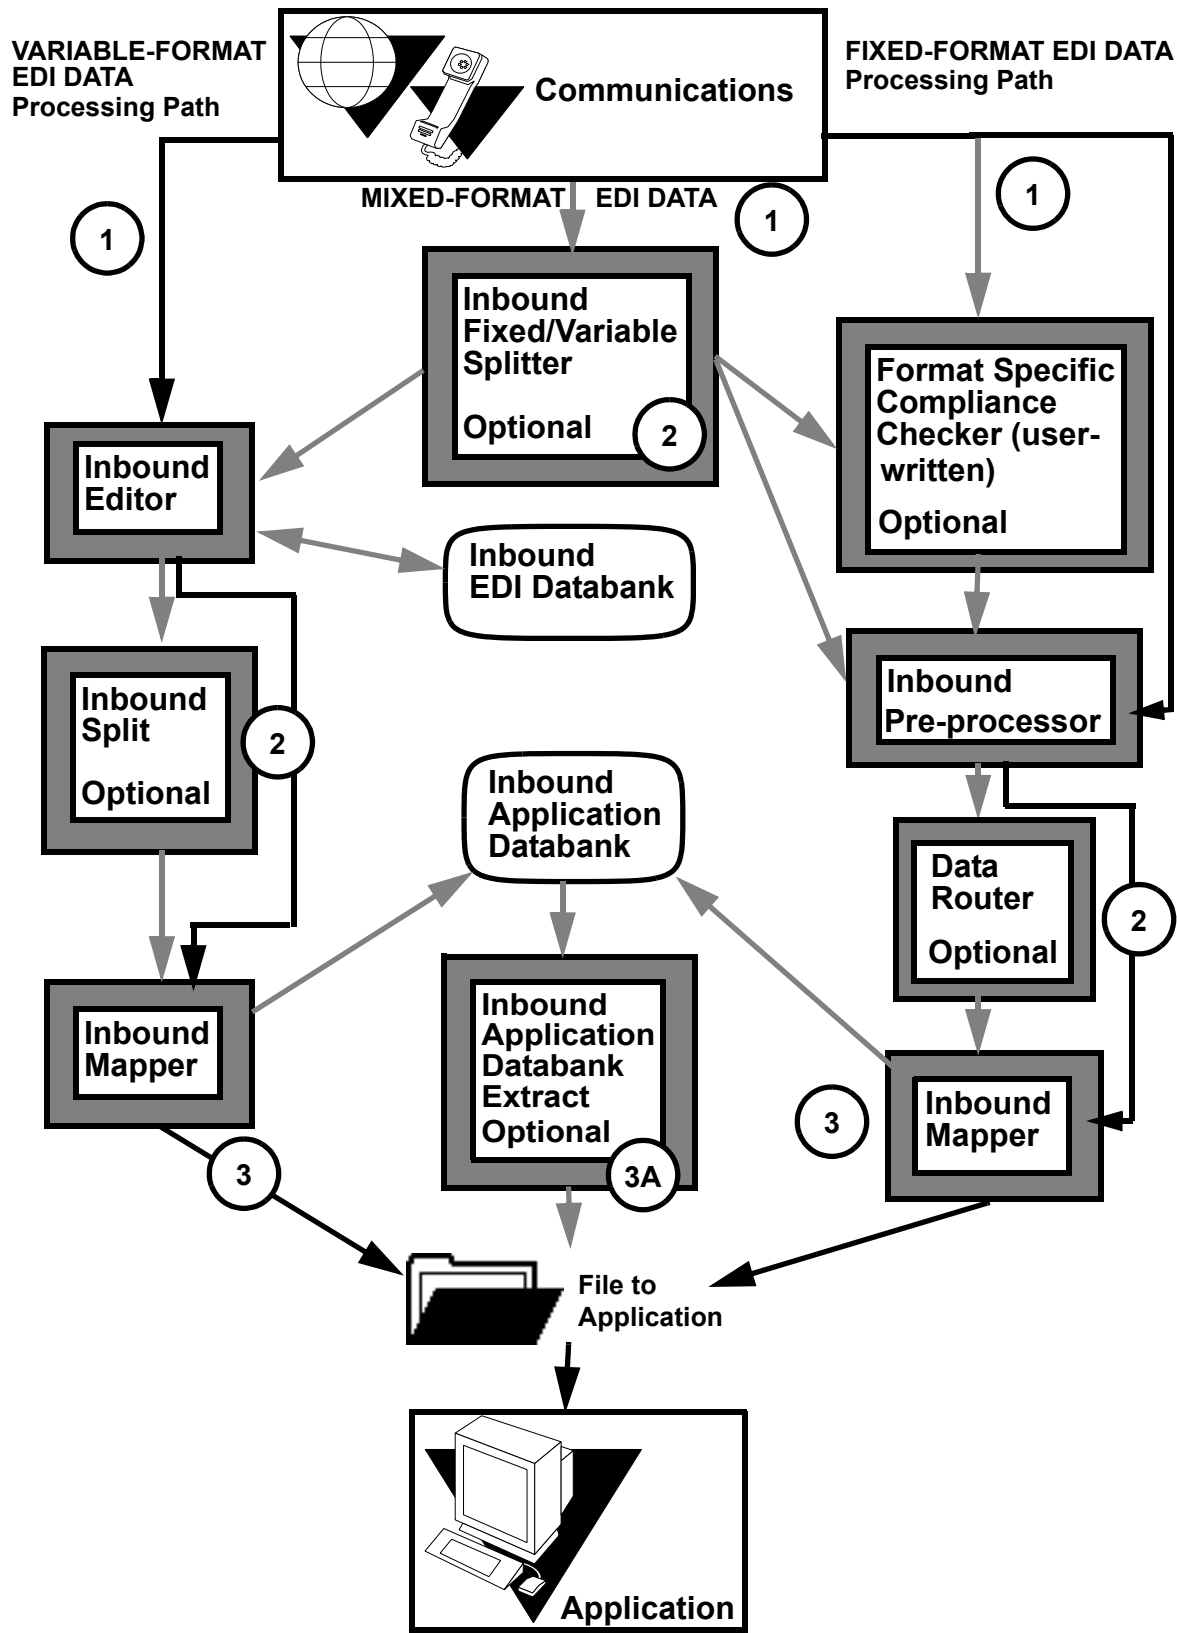 VARIABLE-FORMAT
EDI DATA
Processing Path
Communications
FIXED-FORMAT EDI DATA
Processing Path
MIXED-FORMAT EDI DATA
1
1
1
Inbound
Fixed/Variable
Splitter
Optional
2
Format Specific
Compliance
Checker (user-
written)
Optional
Inbound
Editor
Inbound
EDI Databank
Inbound
Split
Optional
2
Inbound
Pre-processor
Inbound
Application
Databank
Data
Router
Optional
2
Inbound
Mapper
Inbound
Application
Databank
Extract
Optional
3A
3
Inbound
Mapper
3
File to
Application
Application